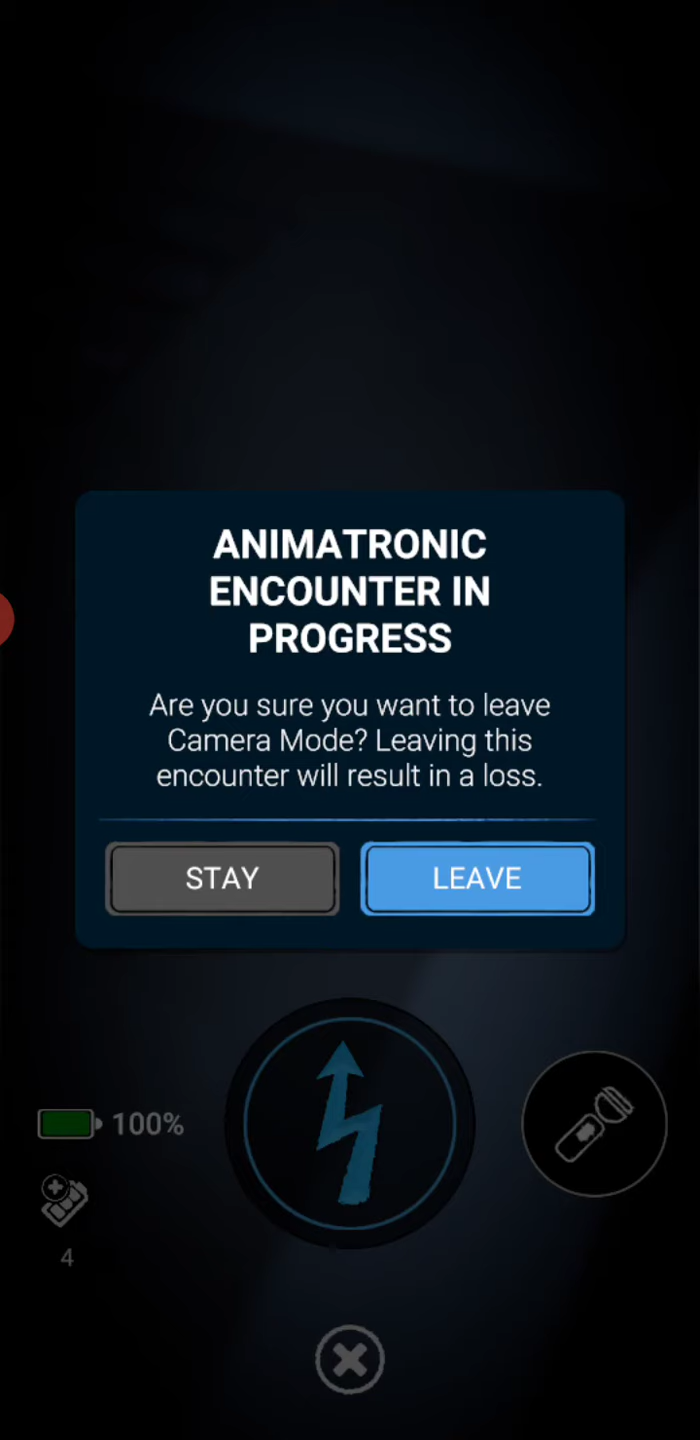 ANIMATRONIC
ENCOUNTER IN
PROGRESS
Are you sure you want to leave
Camera Mode? Leaving this
encounter will result in a loss.
STAY
LEAVE
100%
4